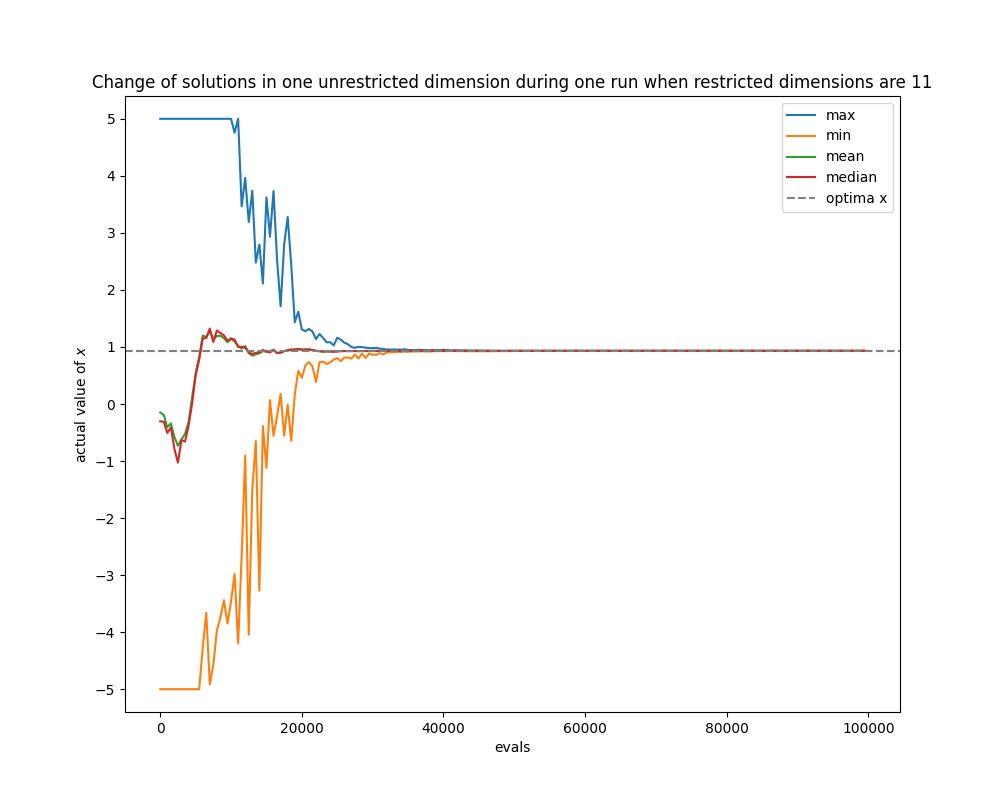 Change of solutions in one unrestricted dimension during one run when restricted dimensions are 11
max
min
mean
median
optima x
5
4
3
2
1
0
−1
−2
−3
−4
−5
actual value of x
0 20000 40000 60000 80000 100000
evals